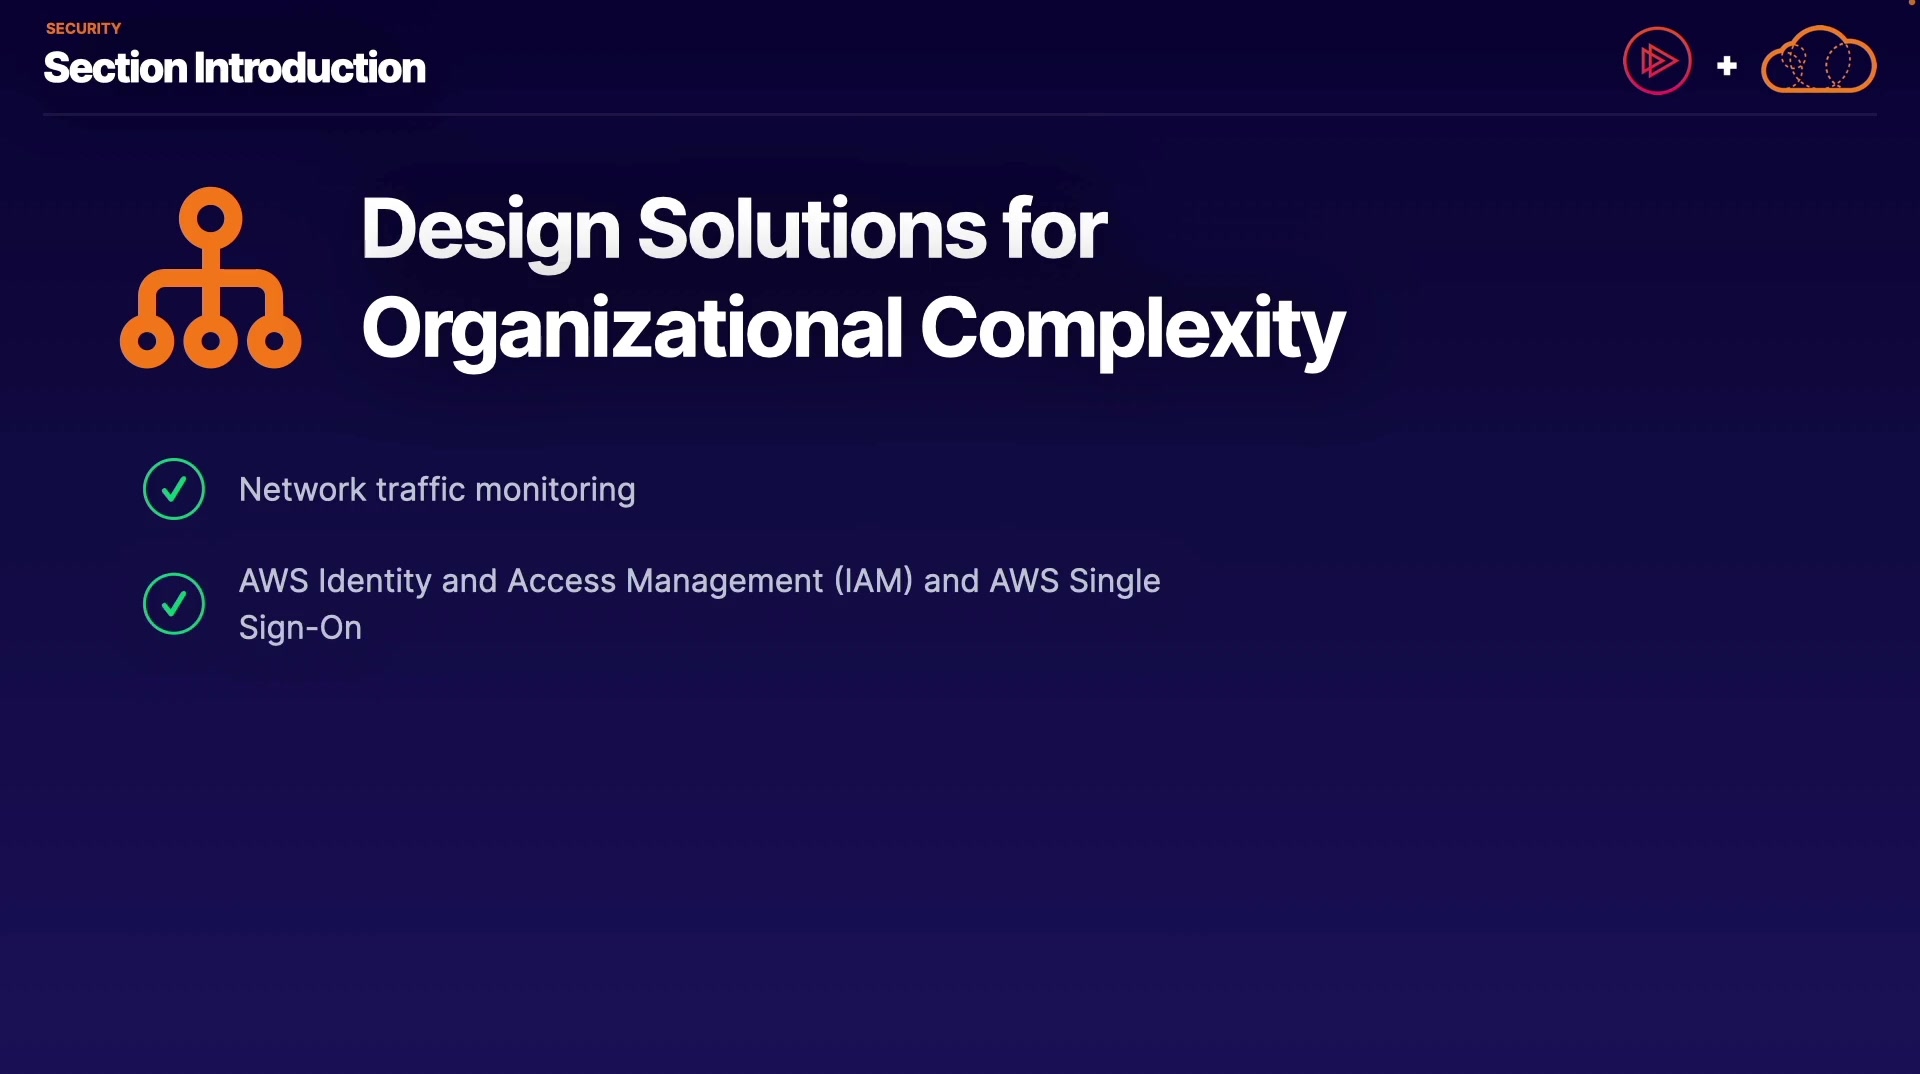 SECURITY
Section Introduction
Design Solutions for
Organizational Complexity
Network traffic monitoring
AWS Identity and Access Management (IAM) and AWS Single
Sign-On